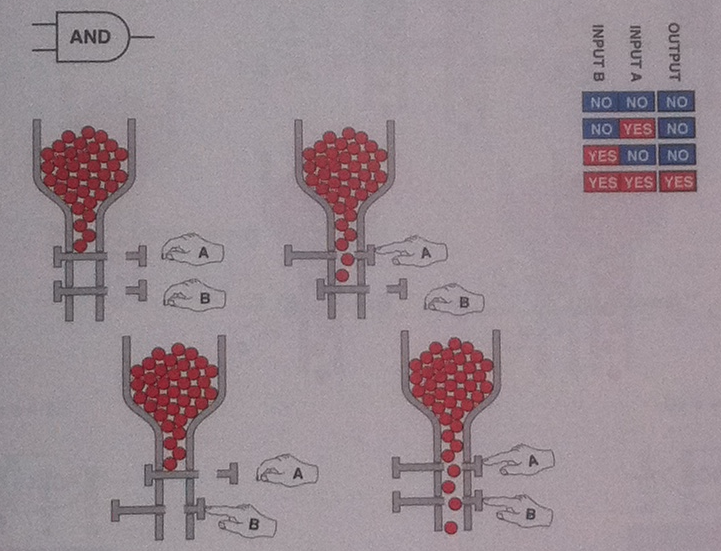 AND
INPUT B INPUT A OUTPUT
NO NO NO
NO YES NO
YES NO NO
YES YES YES
A
B
A
B
A
B
A
B